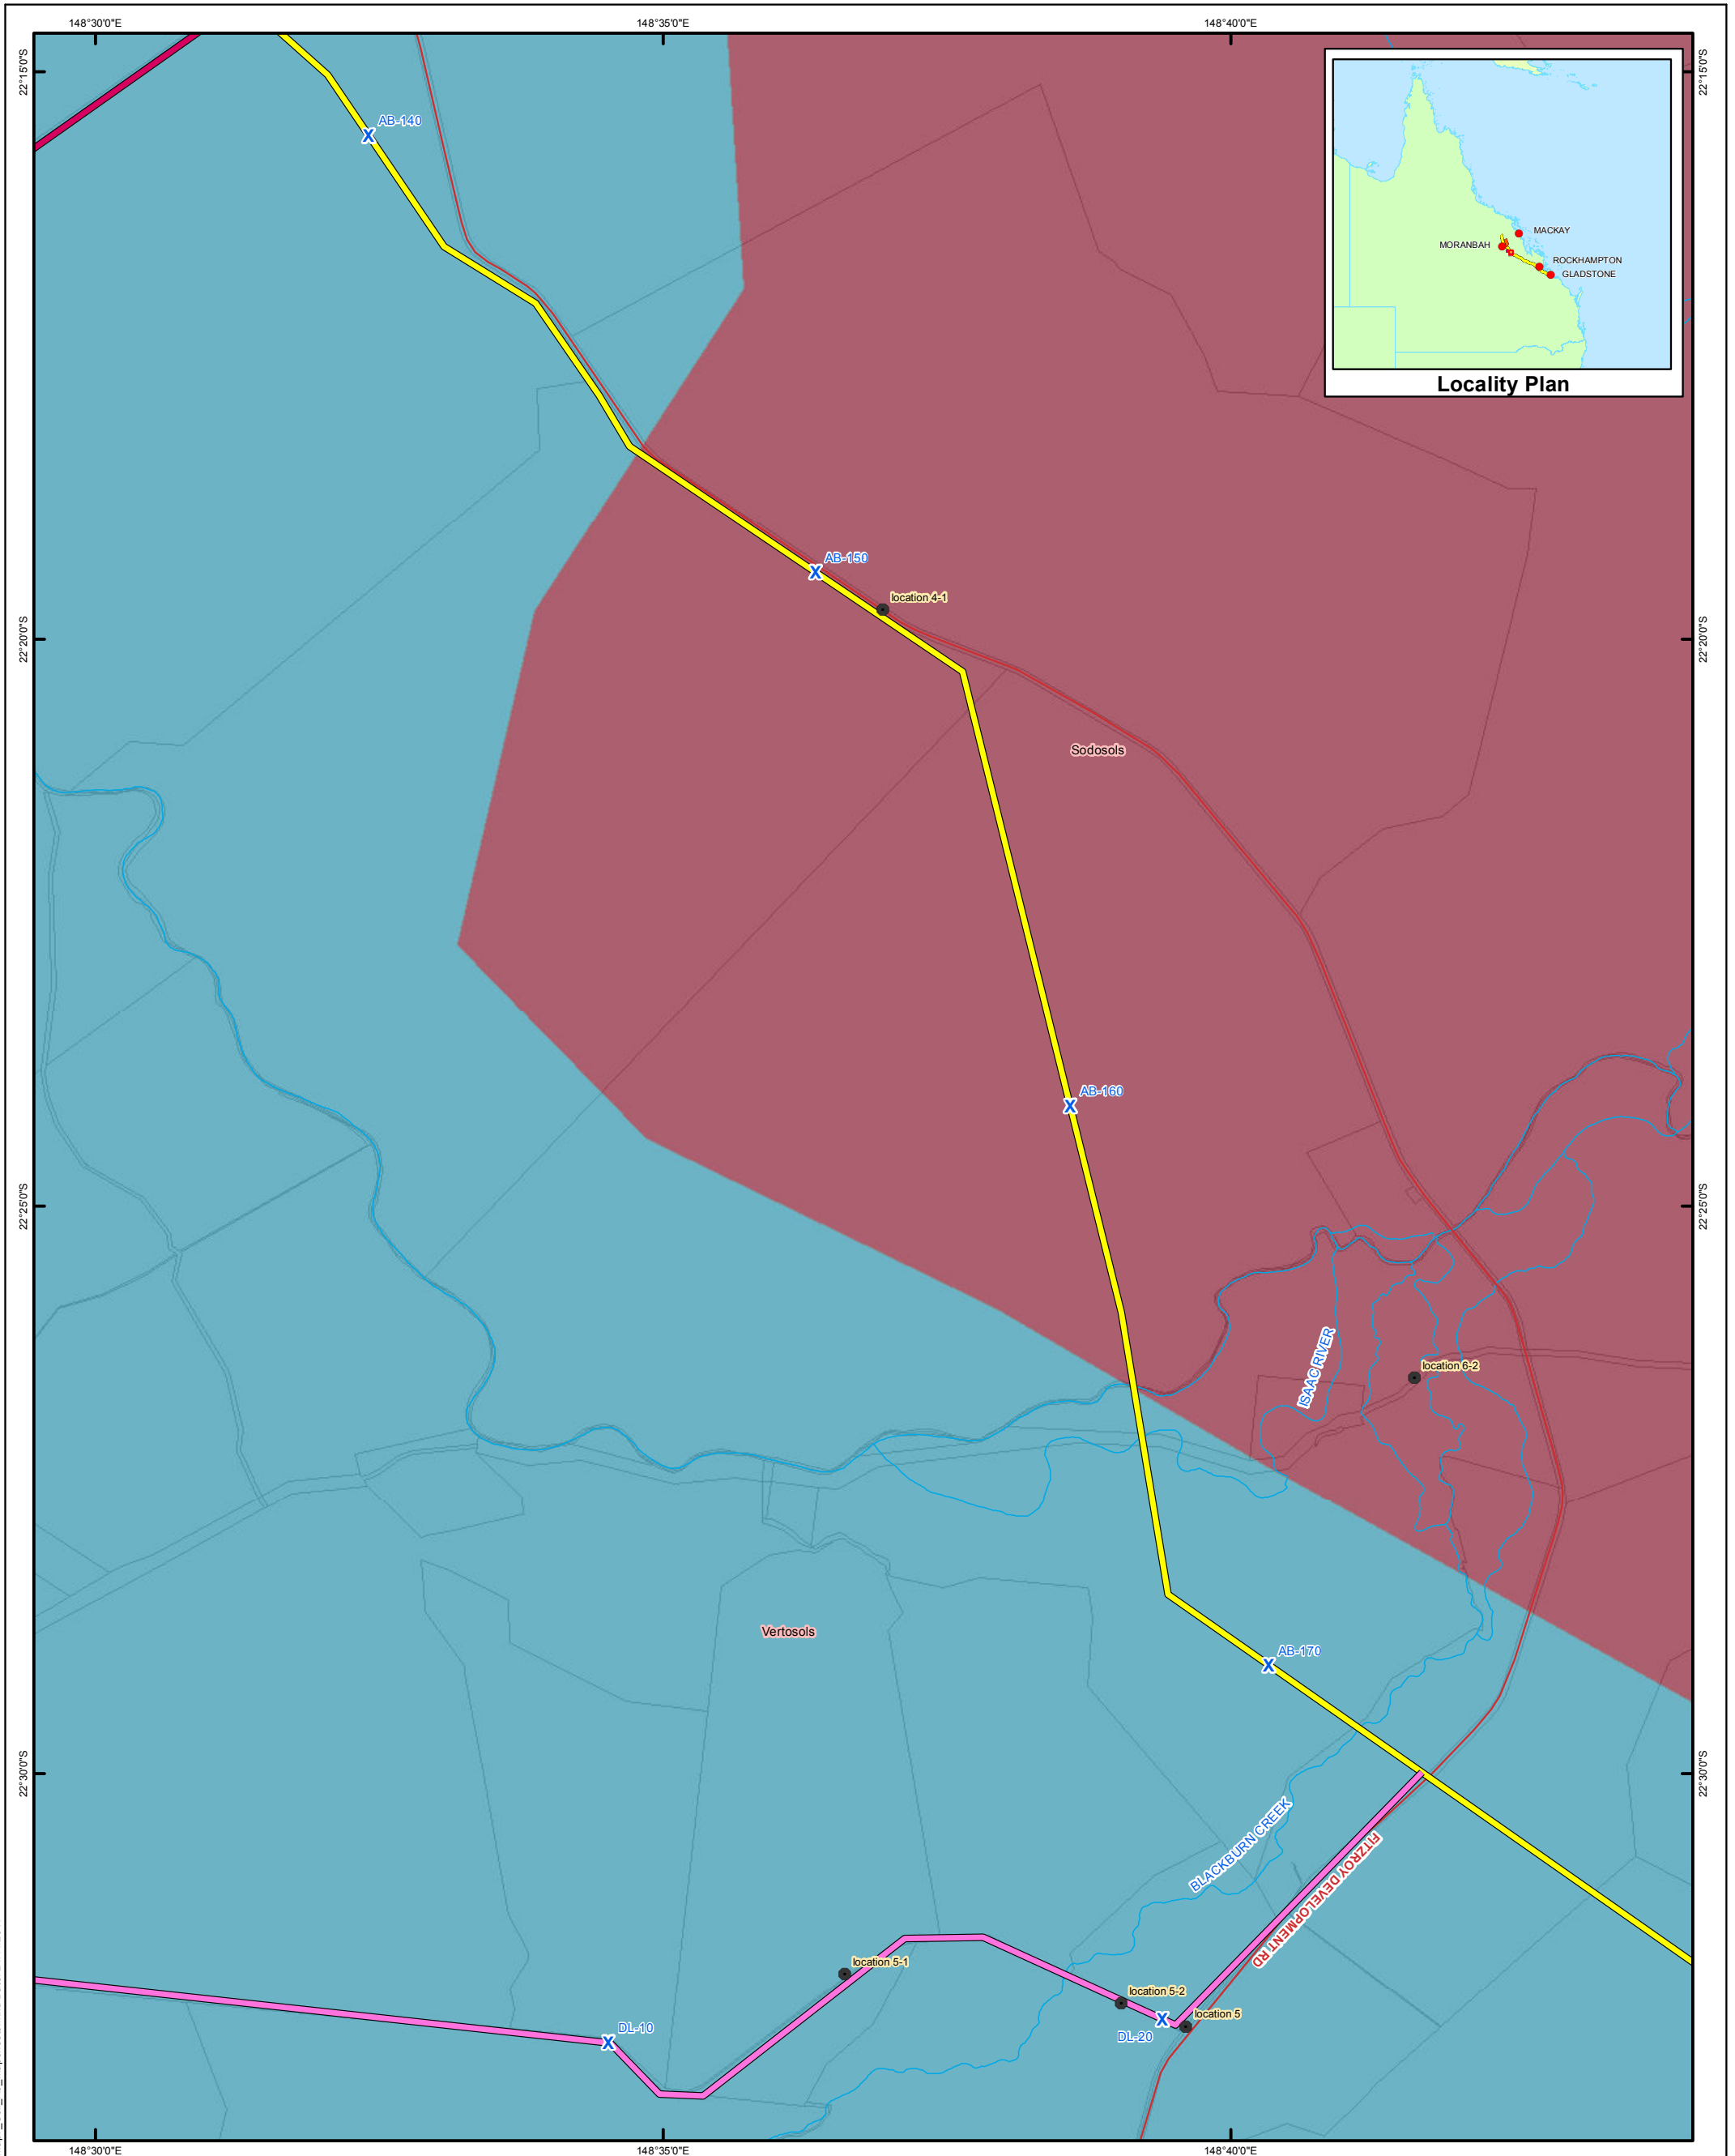 148°30'0"E
148°35'0"E
148°40'0"E
22°15'0"S
22°15'0"S
AB-140
MACKAY
MORANBAH
ROCKHAMPTON
GLADSTONE
Locality Plan
AB-150
location 4-1
22°20'0"S
22°20'0"S
Sodosols
AB-160
22°25'0"S
22°25'0"S
ISAAC RIVER
location 6-2
Vertosols
AB-170
22°30'0"S
22°30'0"S
BLACKBURN CREEK
FITZROY DEVELOPMENT RD
location 5-1
location 5-2
location 5
DL-10
DL-20
148°30'0"E
148°35'0"E
148°40'0"E